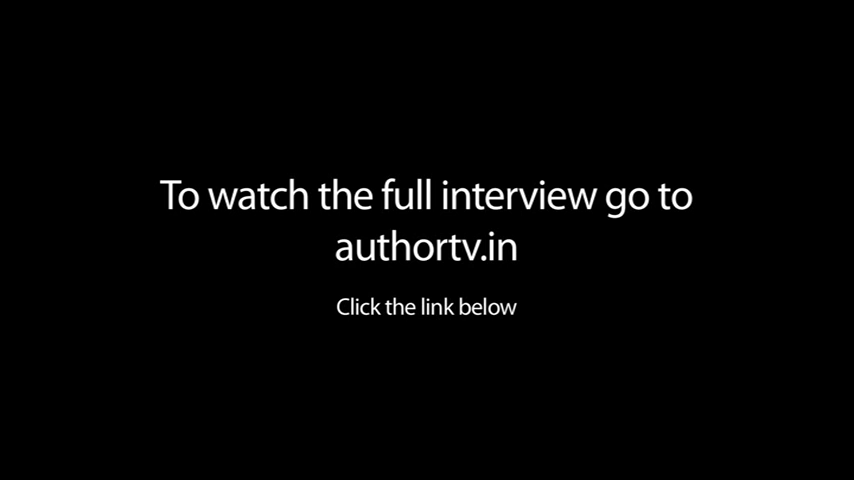 To watch the full interview go to
authortv.in
Click the link below